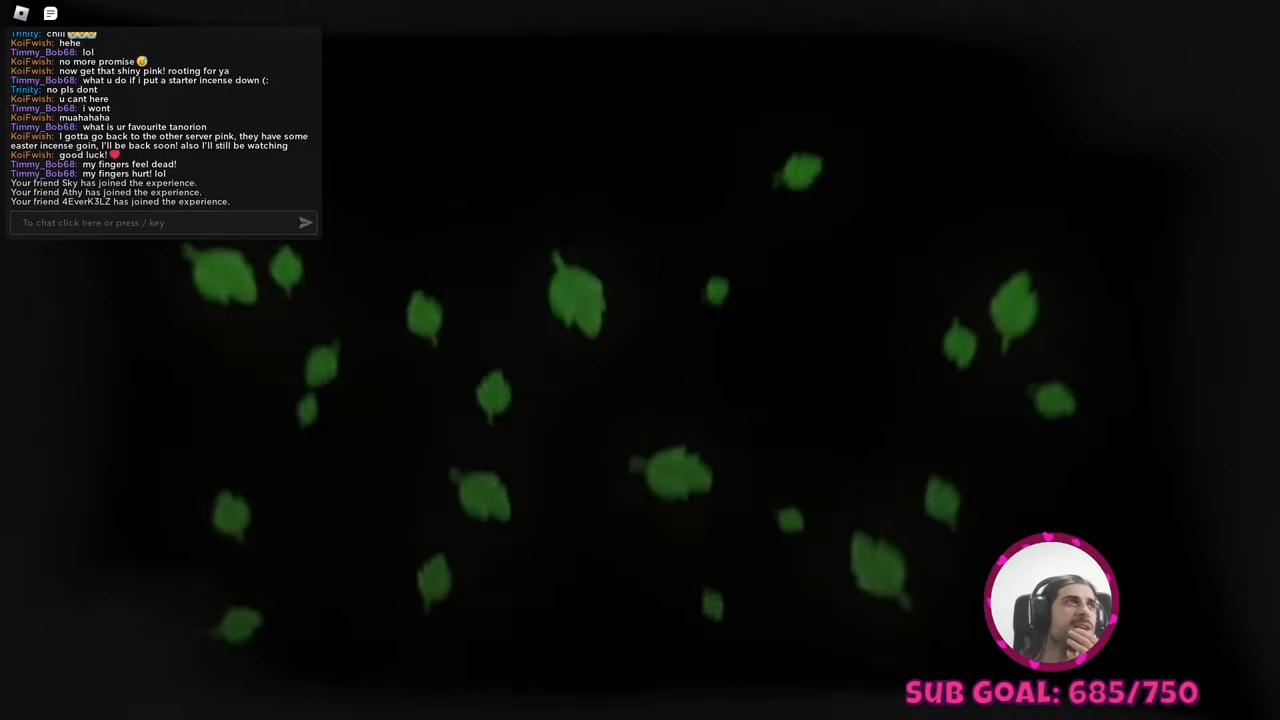 Trinity: chill 😭😭😭
KoiFwish: hehe
Timmy_Bob68: lol
KoiFwish: no more promise 😅
KoiFwish: now get that shiny pink! rooting for ya
Timmy_Bob68: what u do if i put a starter incense down (:
Trinity: no pls dont
KoiFwish: u cant here
Timmy_Bob68: i wont
KoiFwish: muahahaha
Timmy_Bob68: what is ur favourite tanorion
KoiFwish: I gotta go back to the other server pink, they have some
easter incense goin, I'll be back soon! also I'll still be watching
KoiFwish: good luck! ❤️
Timmy_Bob68: my fingers feel dead!
Timmy_Bob68: my fingers hurt! lol
Your friend Sky has joined the experience.
Your friend Athy has joined the experience.
Your friend 4EverK3LZ has joined the experience.
To chat click here or press / key
SUB GOAL: 685/750